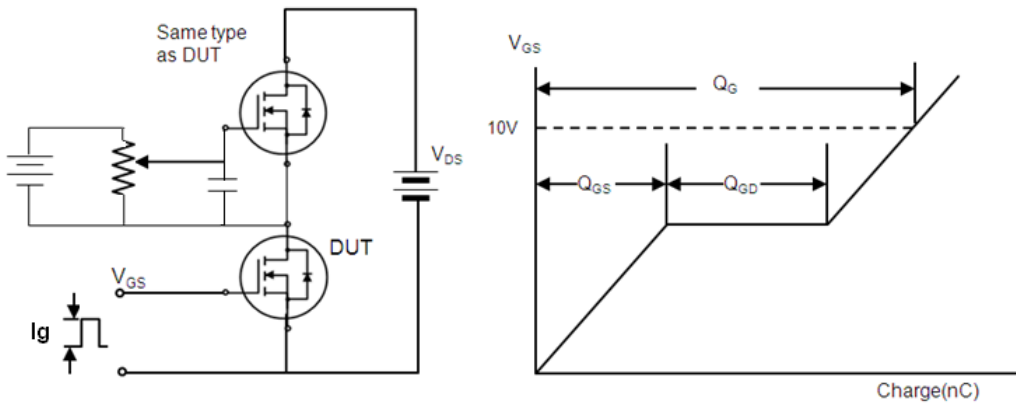 Same type
as DUT
VDS
DUT
VGS
Ig
VGS
QG
10V
QGS
QGD
Charge(nC)